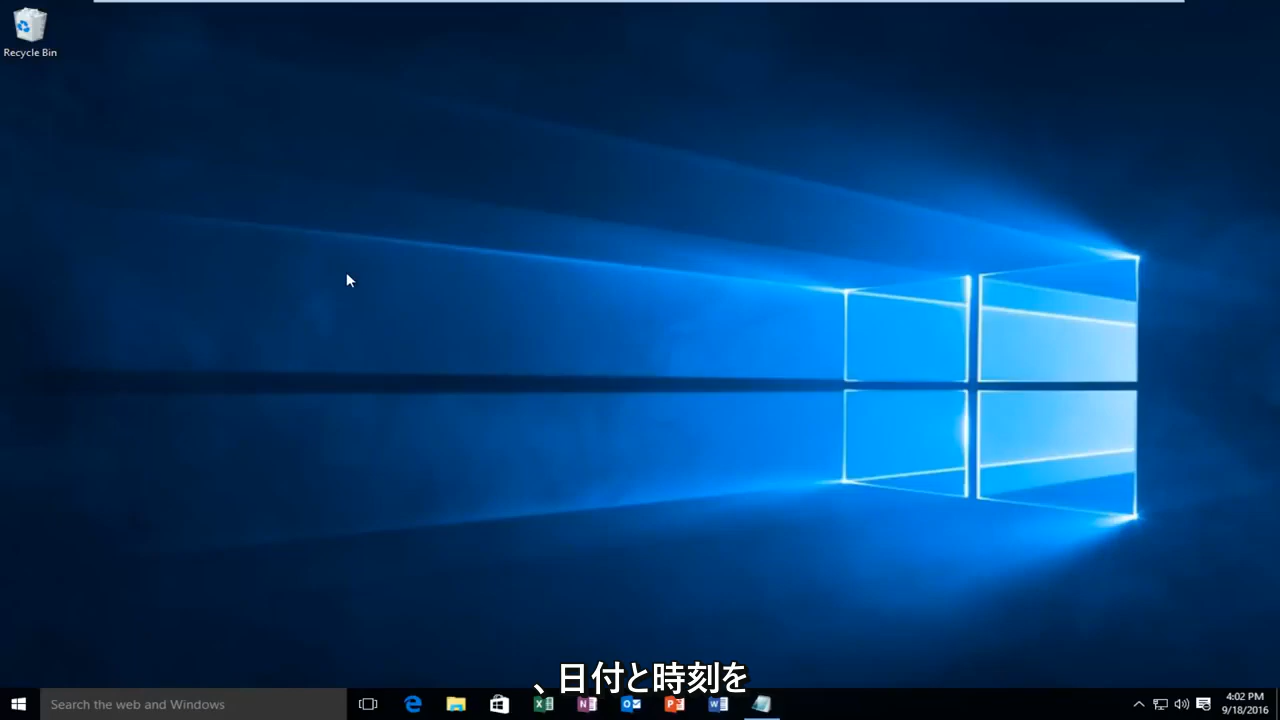 Recycle Bin
、日付と時刻を
Search the web and Windows
4:02 PM
9/18/2016